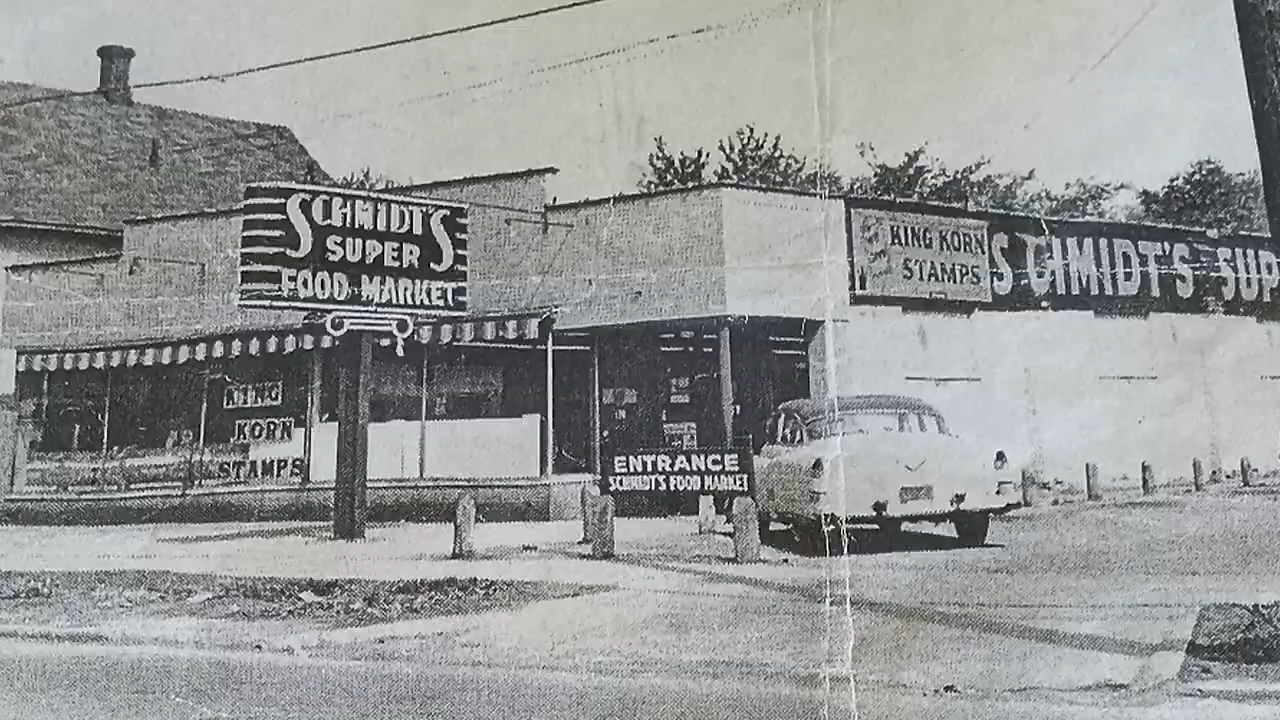 SCHMIDT'S
SUPER
FOOD MARKET
KING KORN
STAMPS
SCHMIDT'S SUP
KING
KORN
STAMPS
ENTRANCE
SCHMIDT'S FOOD MARKET